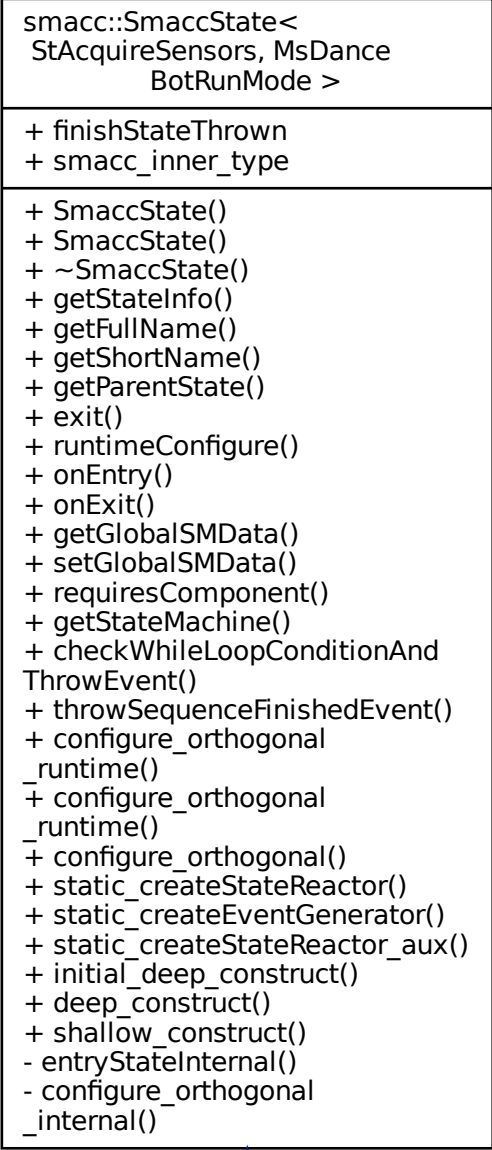 smacc::SmaccState<
StAcquireSensors, MsDance
BotRunMode >
+ finishStateThrown
+ smacc_inner_type
+ SmaccState()
+ SmaccState()
+ ~SmaccState()
+ getStateInfo()
+ getFullName()
+ getShortName()
+ getParentState()
+ exit()
+ runtimeConfigure()
+ onEntry()
+ onExit()
+ getGlobalSMData()
+ setGlobalSMData()
+ requiresComponent()
+ getStateMachine()
+ checkWhileLoopConditionAnd
ThrowEvent()
+ throwSequenceFinishedEvent()
+ configure_orthogonal
_runtime()
+ configure_orthogonal
_runtime()
+ configure_orthogonal()
+ static_createStateReactor()
+ static_createEventGenerator()
+ static_createStateReactor_aux()
+ initial_deep_construct()
+ deep_construct()
+ shallow_construct()
- entryStateInternal()
- configure_orthogonal
_internal()